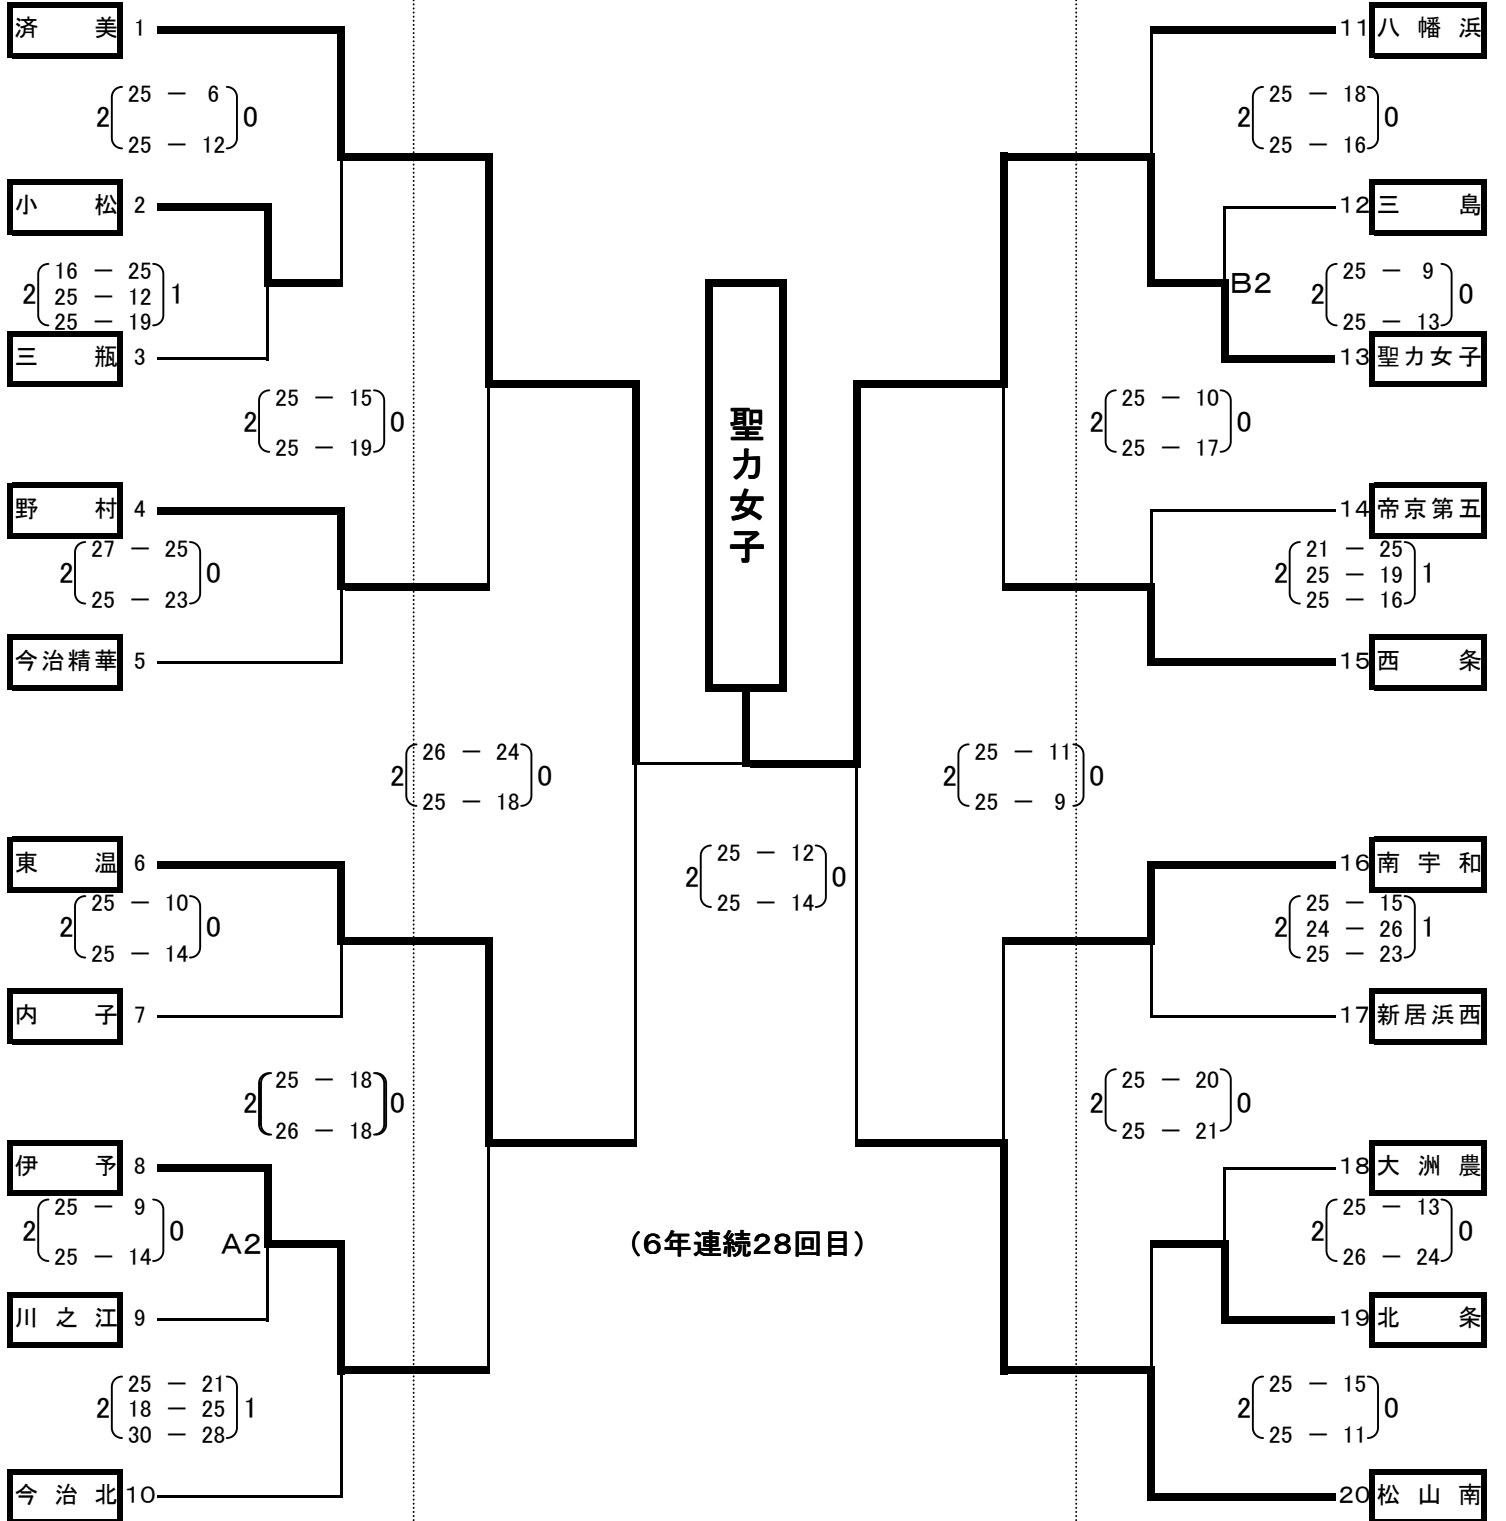 済 美 1
2 25 － 6 0
25 － 12
小 松 2
16 － 25
2 25 － 12 1
25 － 19
三 瓶 3
25 － 15
2 0
25 － 19
野 村 4
27 － 25
2 0
25 － 23
今治精華 5
26 － 24
2 0
25 － 18
東 温 6
25 － 10
2 0
25 － 14
内 子 7
25 － 18
2 0
26 － 18
伊 予 8
25 － 9
2 0
25 － 14
A2
川 之 江 9
25 － 21
2 18 － 25 1
30 － 28
今 治 北 10
聖カ女子
25 － 12
2 0
25 － 14
（6年連続28回目）
11 八 幡 浜
25 － 18
2 0
25 － 16
12 三 島
B2
25 － 9
2 0
25 － 13
13 聖カ女子
25 － 10
2 0
25 － 17
14 帝京第五
21 － 25
2 25 － 19 1
25 － 16
15 西 条
25 － 11
2 0
25 － 9
16 南 宇 和
25 － 15
2 24 － 26 1
25 － 23
17 新居浜西
25 － 20
2 0
25 － 21
18 大 洲 農
25 － 13
2 0
26 － 24
19 北 条
25 － 15
2 0
25 － 11
20 松 山 南